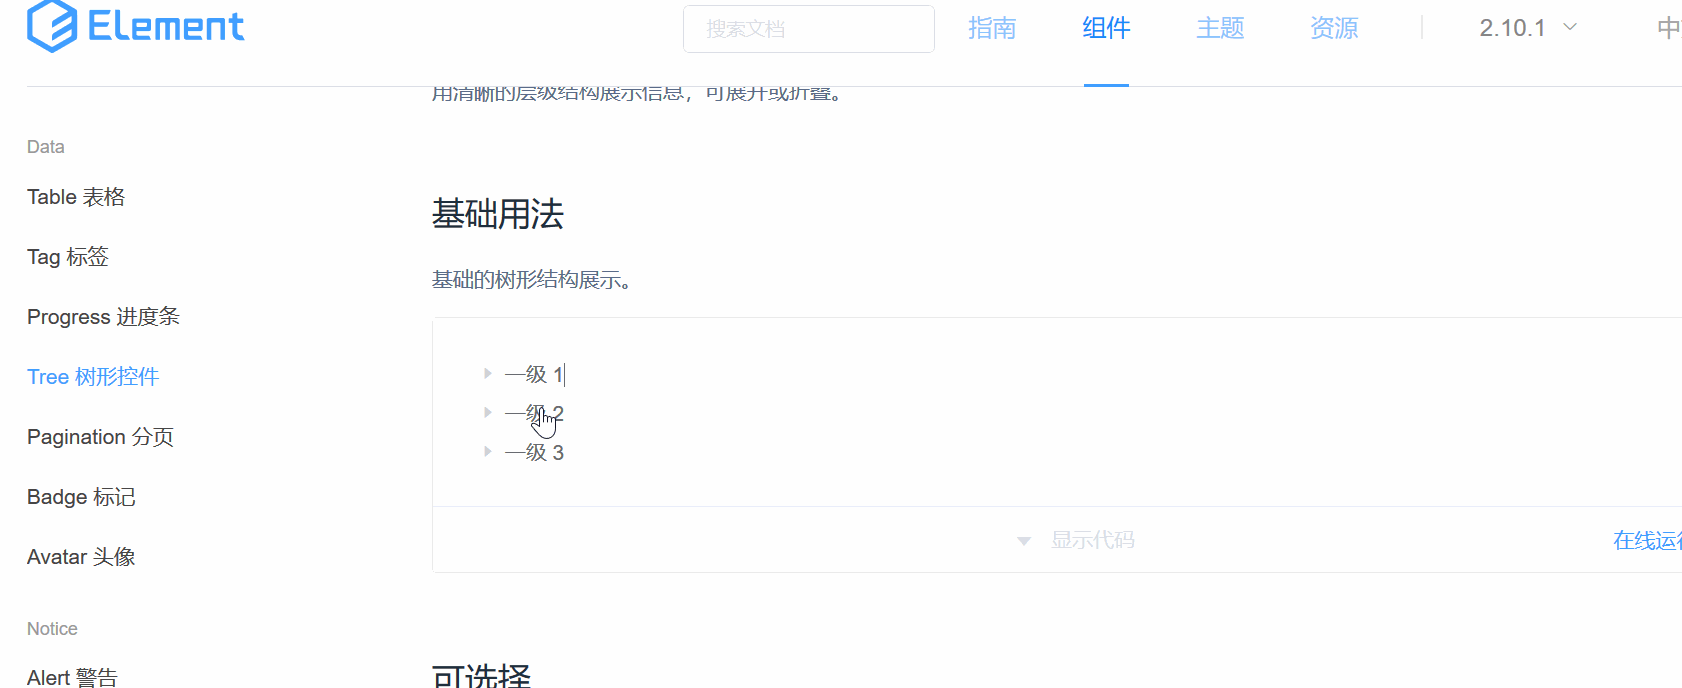 Element
搜索文档
指南
组件
主题
资源
2.10.1
用清晰的层级结构展示信息，可展开或折叠。
Data
Table 表格
Tag 标签
Progress 进度条
Tree 树形控件
Pagination 分页
Badge 标记
Avatar 头像
Notice
Alert 警告
基础用法
基础的树形结构展示。
一级 1
一级 2
一级 3
显示代码
在线运
可选择